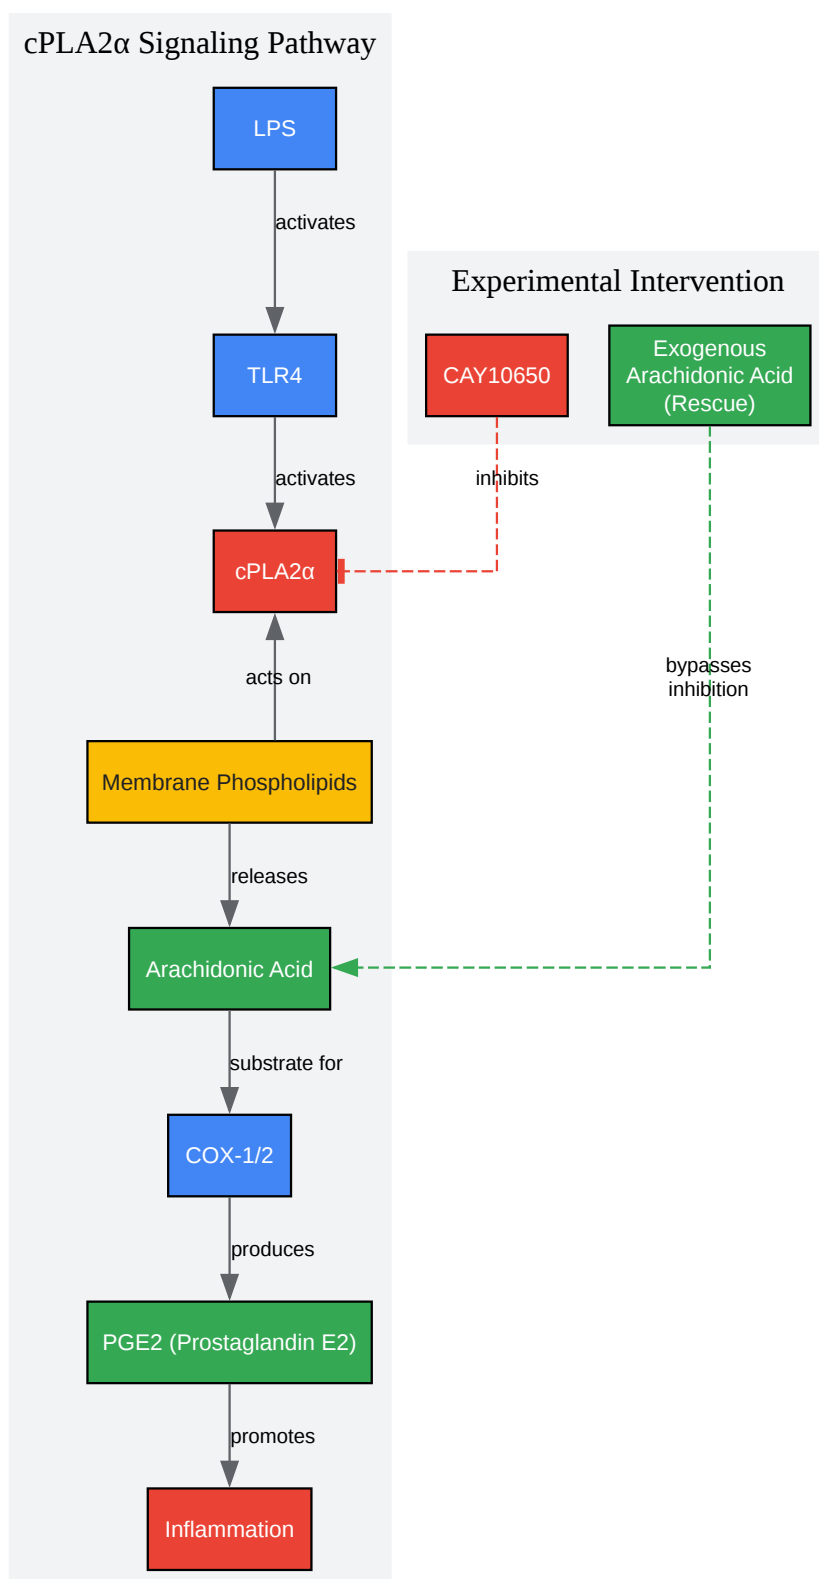 cPLA2α Signaling Pathway
LPS
activates
Experimental Intervention
TLR4
CAY10650
Exogenous
Arachidonic Acid
(Rescue)
activates
inhibits
cPLA2α
acts on
bypasses
inhibition
Membrane Phospholipids
releases
Arachidonic Acid
substrate for
COX-1/2
produces
PGE2 (Prostaglandin E2)
promotes
Inflammation